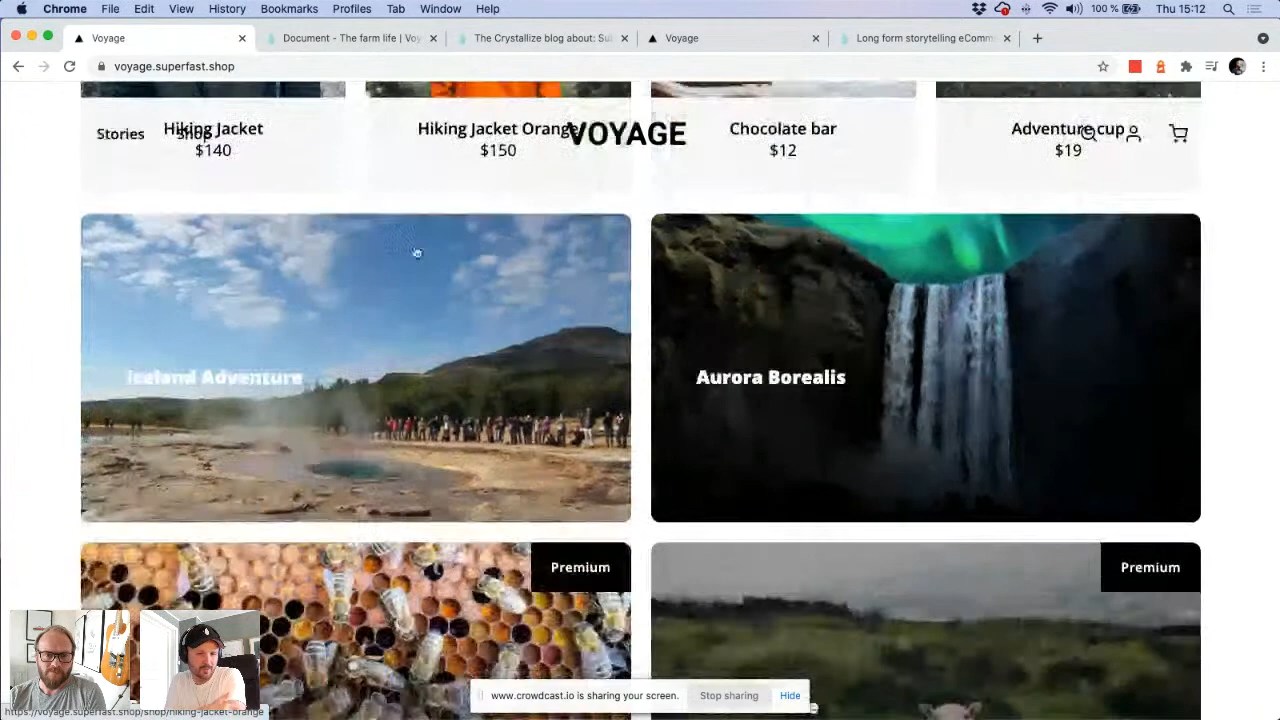 Chrome File Edit View History Bookmarks Profiles Tab Window Help 100 % Thu 15:12
Voyage Document - The farm life | Voy The Crystallize blog about: Su Voyage Long form storytelling eComm
voyage.superfast.shop
Stories Shop VOYAGE
Hiking Jacket Hiking Jacket Orange Chocolate bar Adventure cup
$140 $150 $12 $19
Iceland Adventure Aurora Borealis
Premium Premium
www.crowdcast.io is sharing your screen. Stop sharing Hide
https://voyage.superfast.shop/shop/hiking-jacket-orange